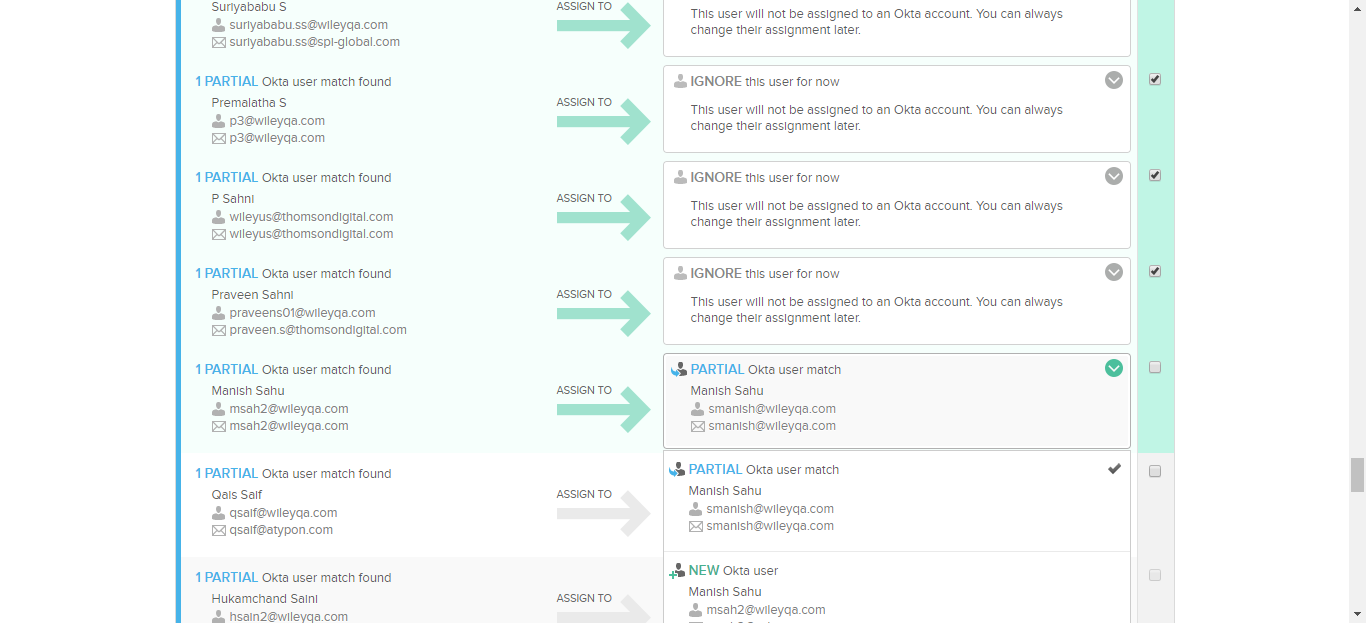 Suriyababu S
suriyababu.ss@wileyqa.com
suriyababu.ss@spi-global.com
ASSIGN TO
This user will not be assigned to an Okta account. You can always
change their assignment later.
1 PARTIAL Okta user match found
Premalatha S
p3@wileyqa.com
p3@wileyqa.com
ASSIGN TO
IGNORE this user for now
This user will not be assigned to an Okta account. You can always
change their assignment later.
1 PARTIAL Okta user match found
P Sahni
wileyus@thomsondigital.com
wileyus@thomsondigital.com
ASSIGN TO
IGNORE this user for now
This user will not be assigned to an Okta account. You can always
change their assignment later.
1 PARTIAL Okta user match found
Praveen Sahni
praveens01@wileyqa.com
praveen.s@thomsondigital.com
ASSIGN TO
IGNORE this user for now
This user will not be assigned to an Okta account. You can always
change their assignment later.
1 PARTIAL Okta user match found
Manish Sahu
msah2@wileyqa.com
msah2@wileyqa.com
ASSIGN TO
PARTIAL Okta user match
Manish Sahu
smanish@wileyqa.com
smanish@wileyqa.com
1 PARTIAL Okta user match found
Qais Saif
qsaif@wileyqa.com
qsaif@atypon.com
ASSIGN TO
PARTIAL Okta user match
Manish Sahu
smanish@wileyqa.com
smanish@wileyqa.com
1 PARTIAL Okta user match found
Hukamchand Saini
hsain2@wileyqa.com
ASSIGN TO
NEW Okta user
Manish Sahu
msah2@wileyqa.com